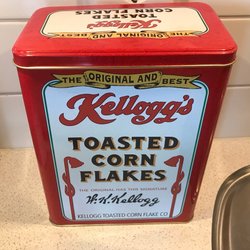 TOASTED
CORN FLAKES
THE ORIGINAL AND BEST
THE ORIGINAL AND BEST
Kellogg's
TOASTED
CORN
FLAKES
THE ORIGINAL HAS THIS SIGNATURE
W.K.Kellogg
KELLOGG TOASTED CORN FLAKE CO.